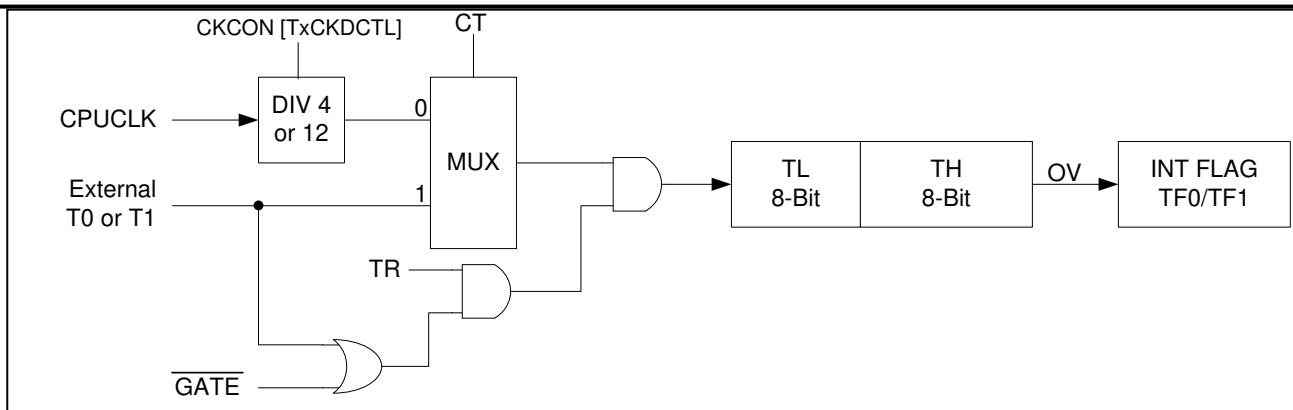 CKCON [TxCKDCTL]
CT
CPUCLK
DIV 4
or 12
0
MUX
External
T0 or T1
1
TL
8-Bit
TH
8-Bit
OV
INT FLAG
TF0/TF1
TR
GATE